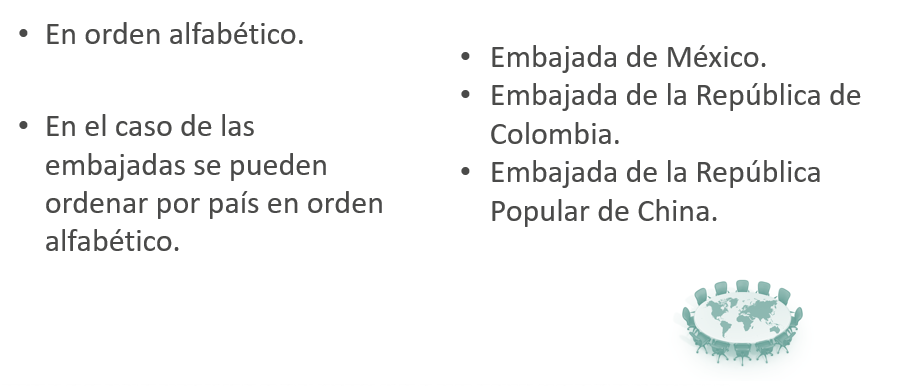 • En orden alfabético.
• En el caso de las
embajadas se pueden
ordenar por país en orden
alfabético.
• Embajada de México.
• Embajada de la República de
Colombia.
• Embajada de la República
Popular de China.